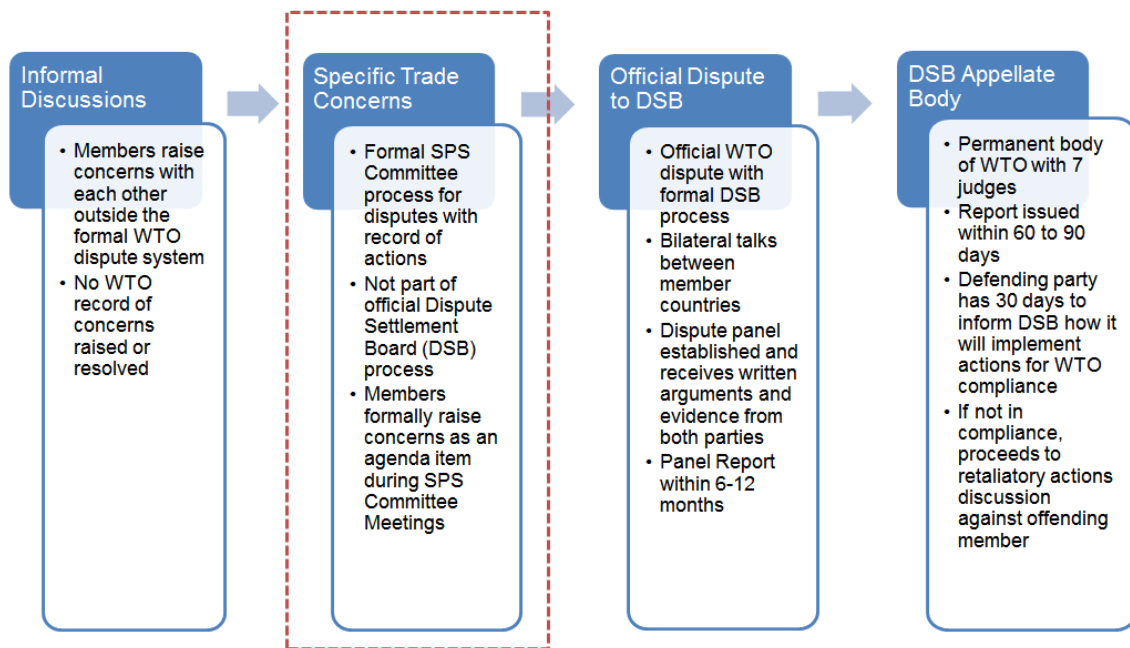 Informal
Discussions
• Members raise
concerns with
each other
outside the
formal WTO
dispute system
• No WTO
record of
concerns
raised or
resolved
Specific Trade
Concerns
• Formal SPS
Committee
process for
disputes with
record of
actions
• Not part of
official Dispute
Settlement
Board (DSB)
process
• Members
formally raise
concerns as an
agenda item
during SPS
Committee
Meetings
Official Dispute
to DSB
• Official WTO
dispute with
formal DSB
process
• Bilateral talks
between
member
countries
• Dispute panel
established and
receives written
arguments and
evidence from
both parties
• Panel Report
within 6-12
months
DSB Appellate
Body
• Permanent body
of WTO with 7
judges
• Report issued
within 60 to 90
days
• Defending party
has 30 days to
inform DSB how it
will implement
actions for WTO
compliance
• If not in
compliance,
proceeds to
retaliatory actions
discussion
against offending
member